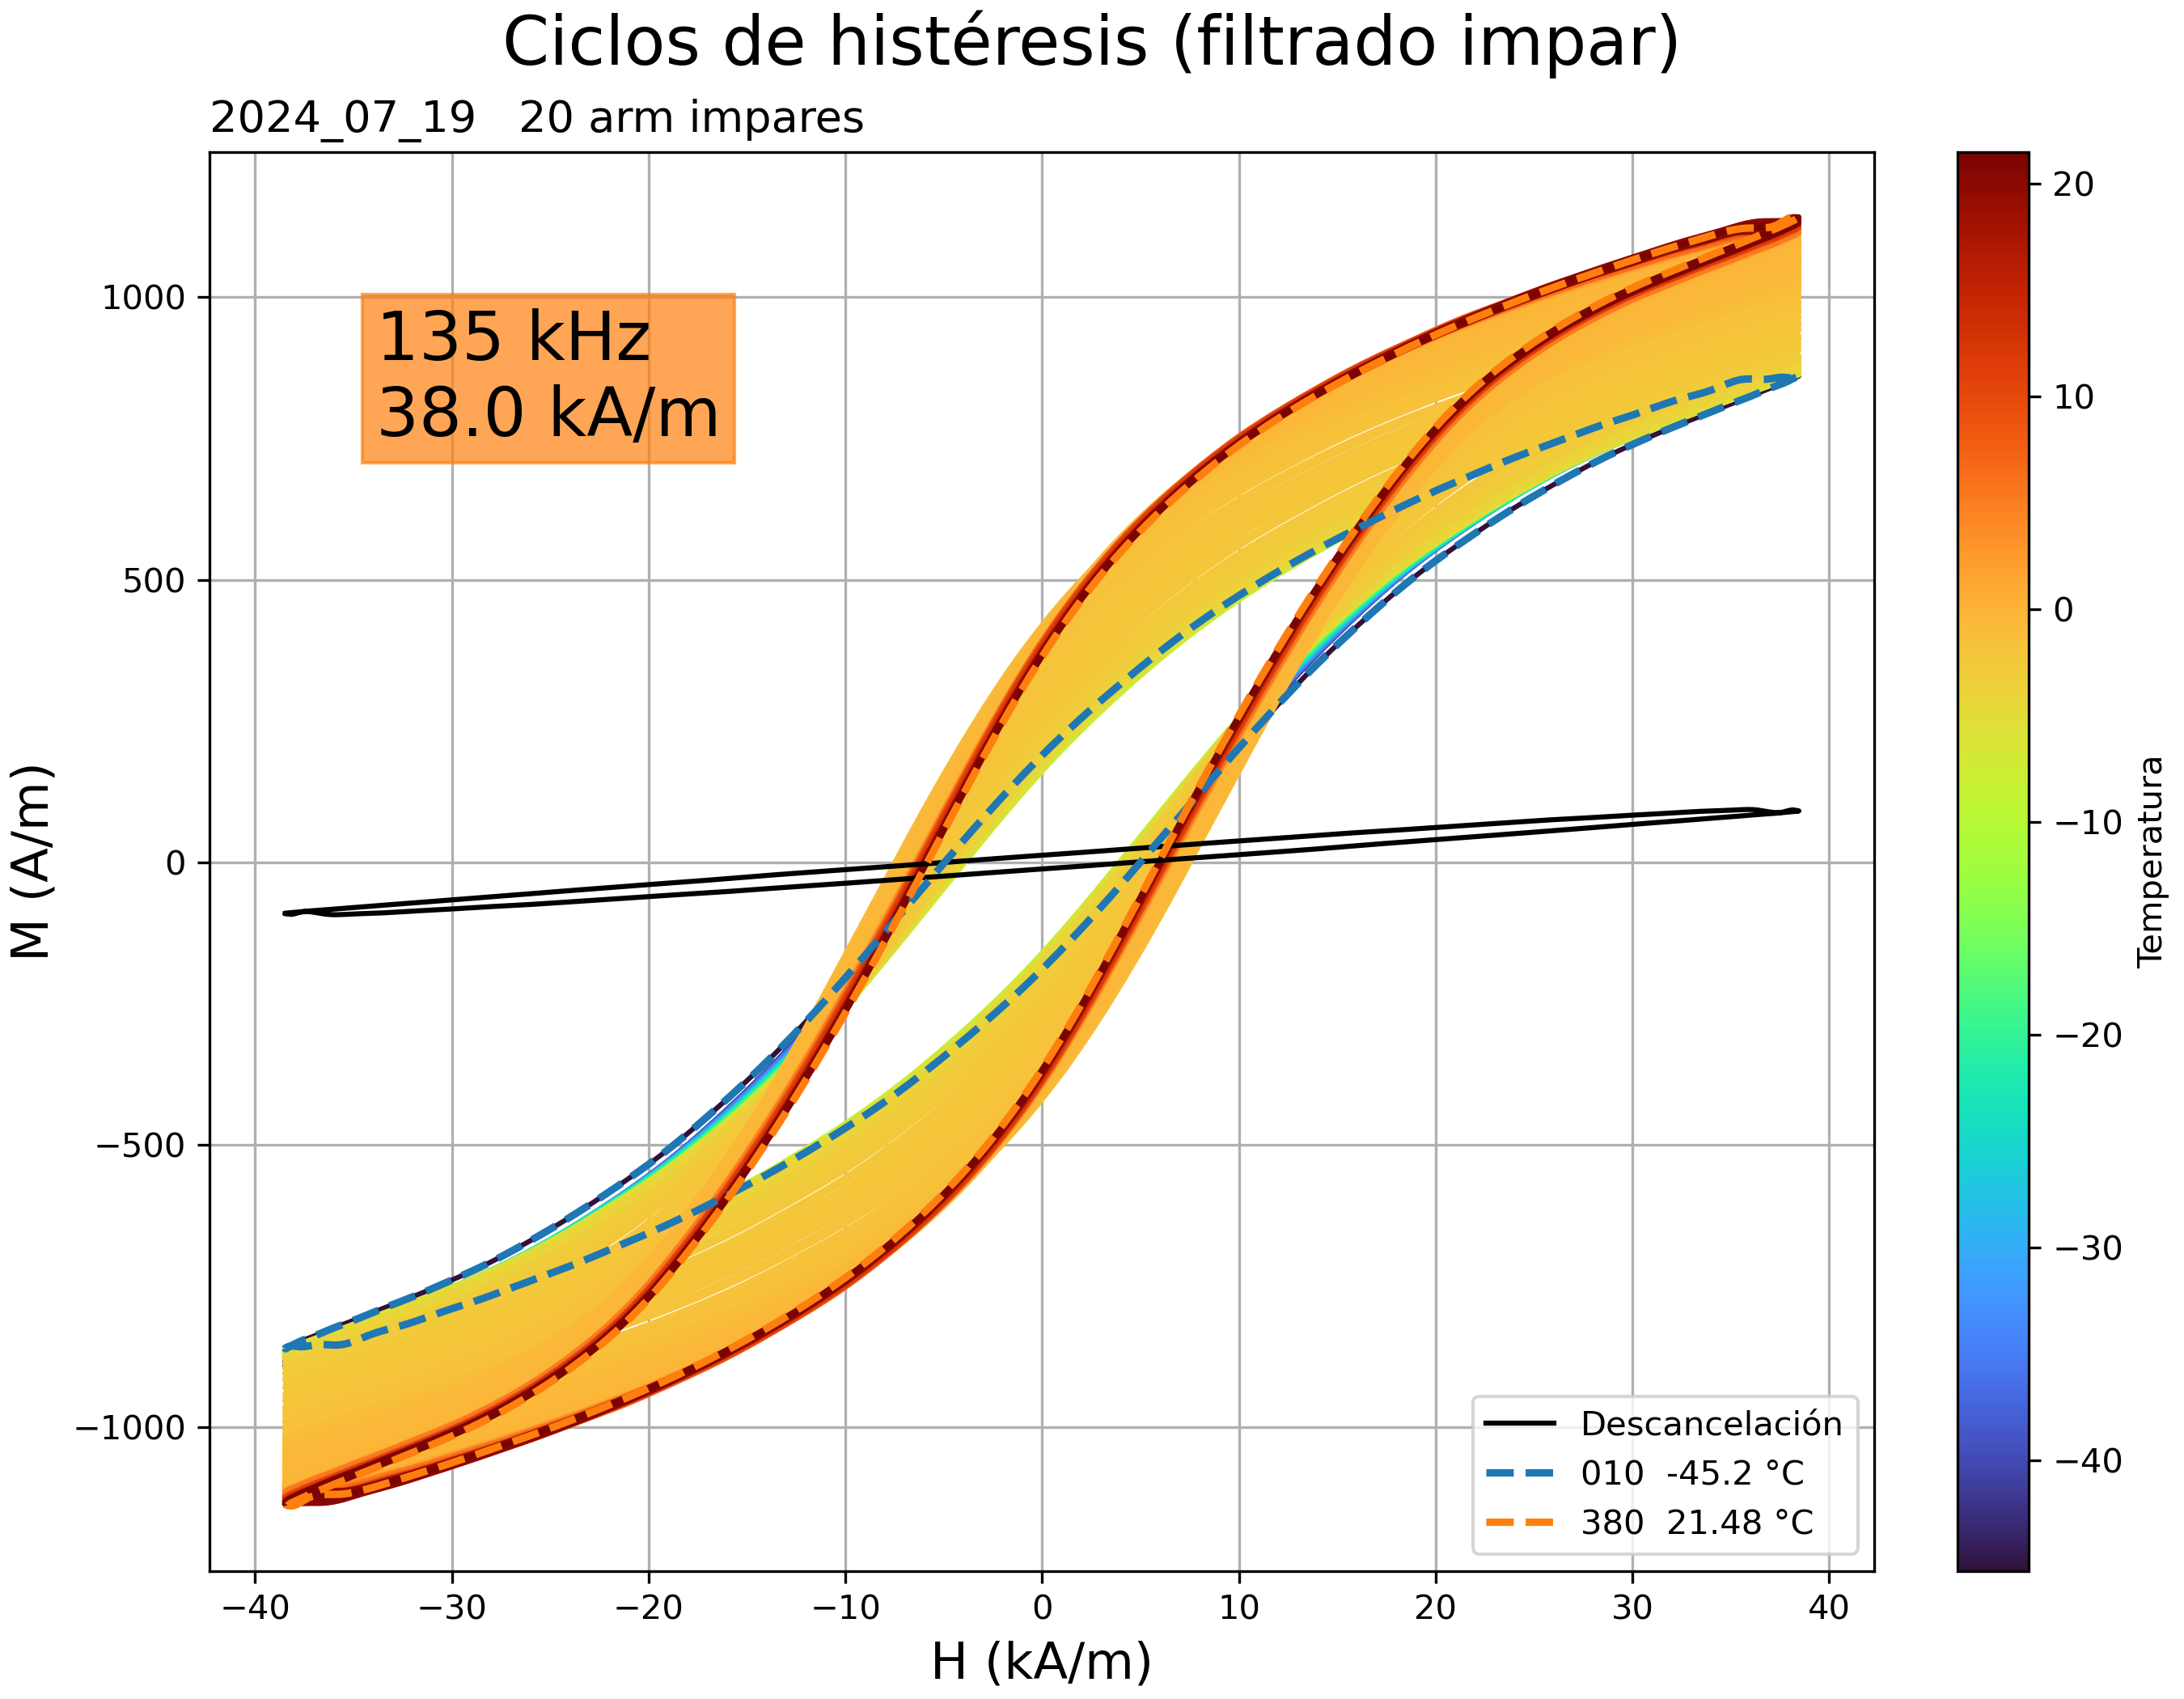 Ciclos de histéresis (filtrado impar)
2024_07_19   20 arm impares
135 kHz
38.0 kA/m
M (A/m)
1000
500
0
−500
−1000
−40 −30 −20 −10 0 10 20 30 40
H (kA/m)
Descancelación
010  -45.2 °C
380  21.48 °C
20
10
0
−10
−20
−30
−40
Temperatura